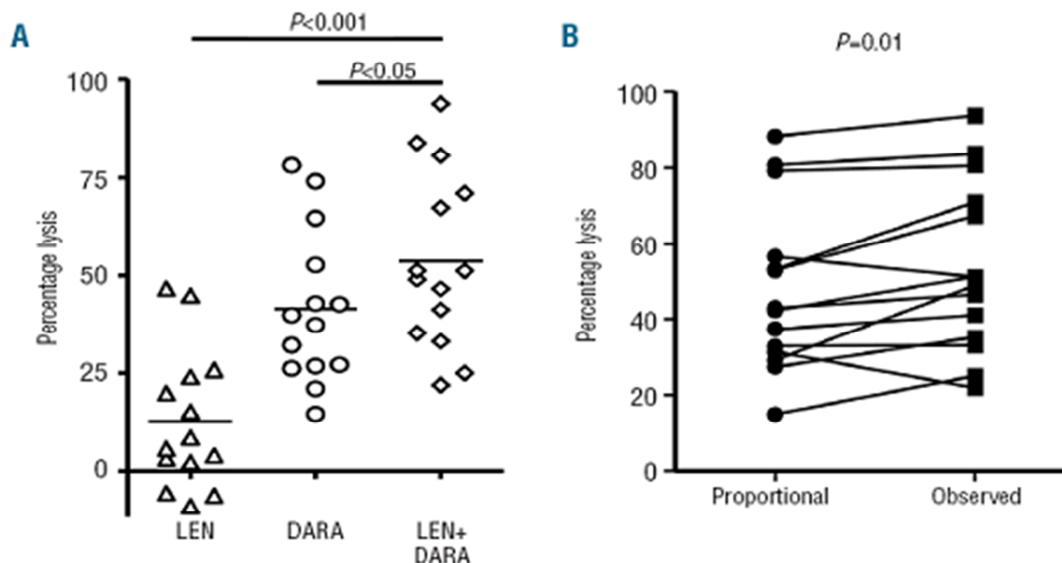 A
P<0.001
P<0.05
100
75
50
25
0
Percentage lysis
LEN
DARA
LEN+
DARA
B
P=0.01
100
80
60
40
20
0
Percentage lysis
Proportional
Observed